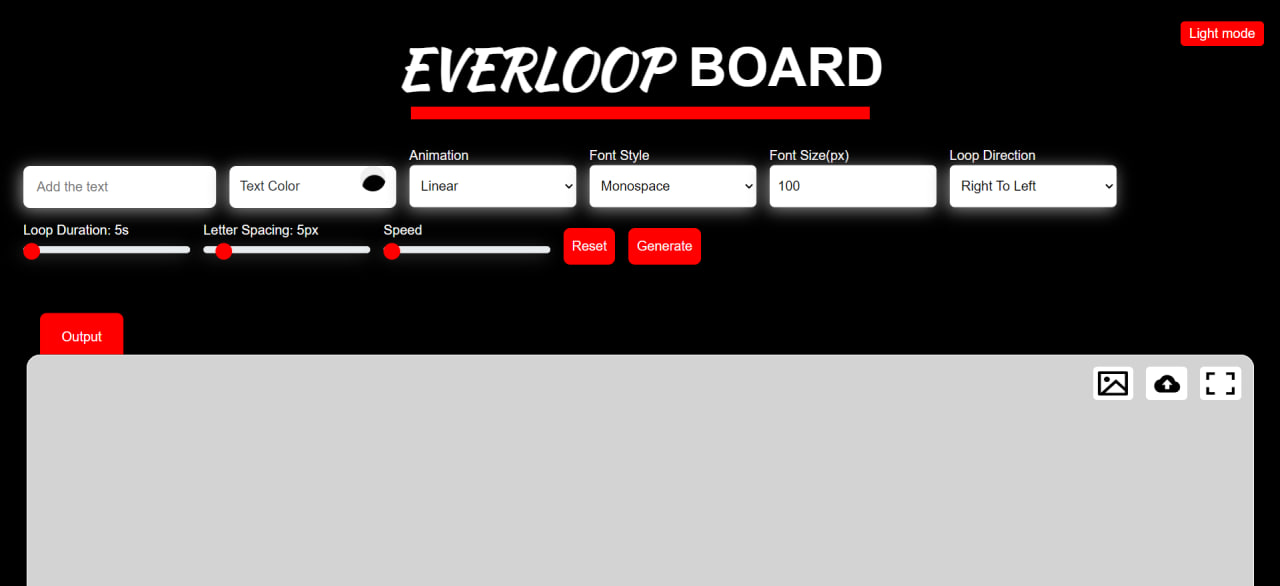 Light mode
EVERLOOP BOARD
Animation
Font Style
Font Size(px)
Loop Direction
Add the text
Text Color
Linear
Monospace
100
Right To Left
Loop Duration: 5s
Letter Spacing: 5px
Speed
Reset
Generate
Output